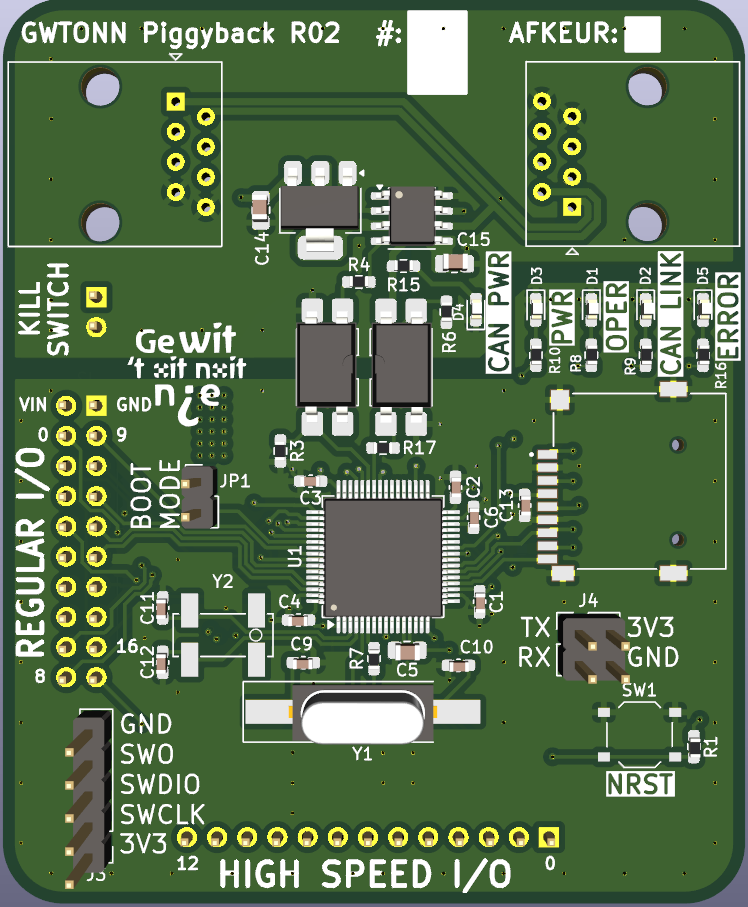 GWTONN Piggyback R02 #: AFKEUR:
C14
C15
R4
R15
KILL
SWITCH
R6
D4
CAN PWR
D3
PWR
R10
D1
OPER
R8
D2
CAN LINK
R9
D5
ERROR
R16
Gewit
't xit nxit
nie
VIN GND
0 9
REGULAR I/O
BOOT
MODE
JP1
R3
R17
C3
C2
C6
C13
U1
C1
Y2
C4
C11
C12
C9
R7
C5
C10
16
8
J4
TX 3V3
RX GND
SW1
R1
NRST
Y1
GND
SWO
SWDIO
SWCLK
3V3
J3
12 0
HIGH SPEED I/O